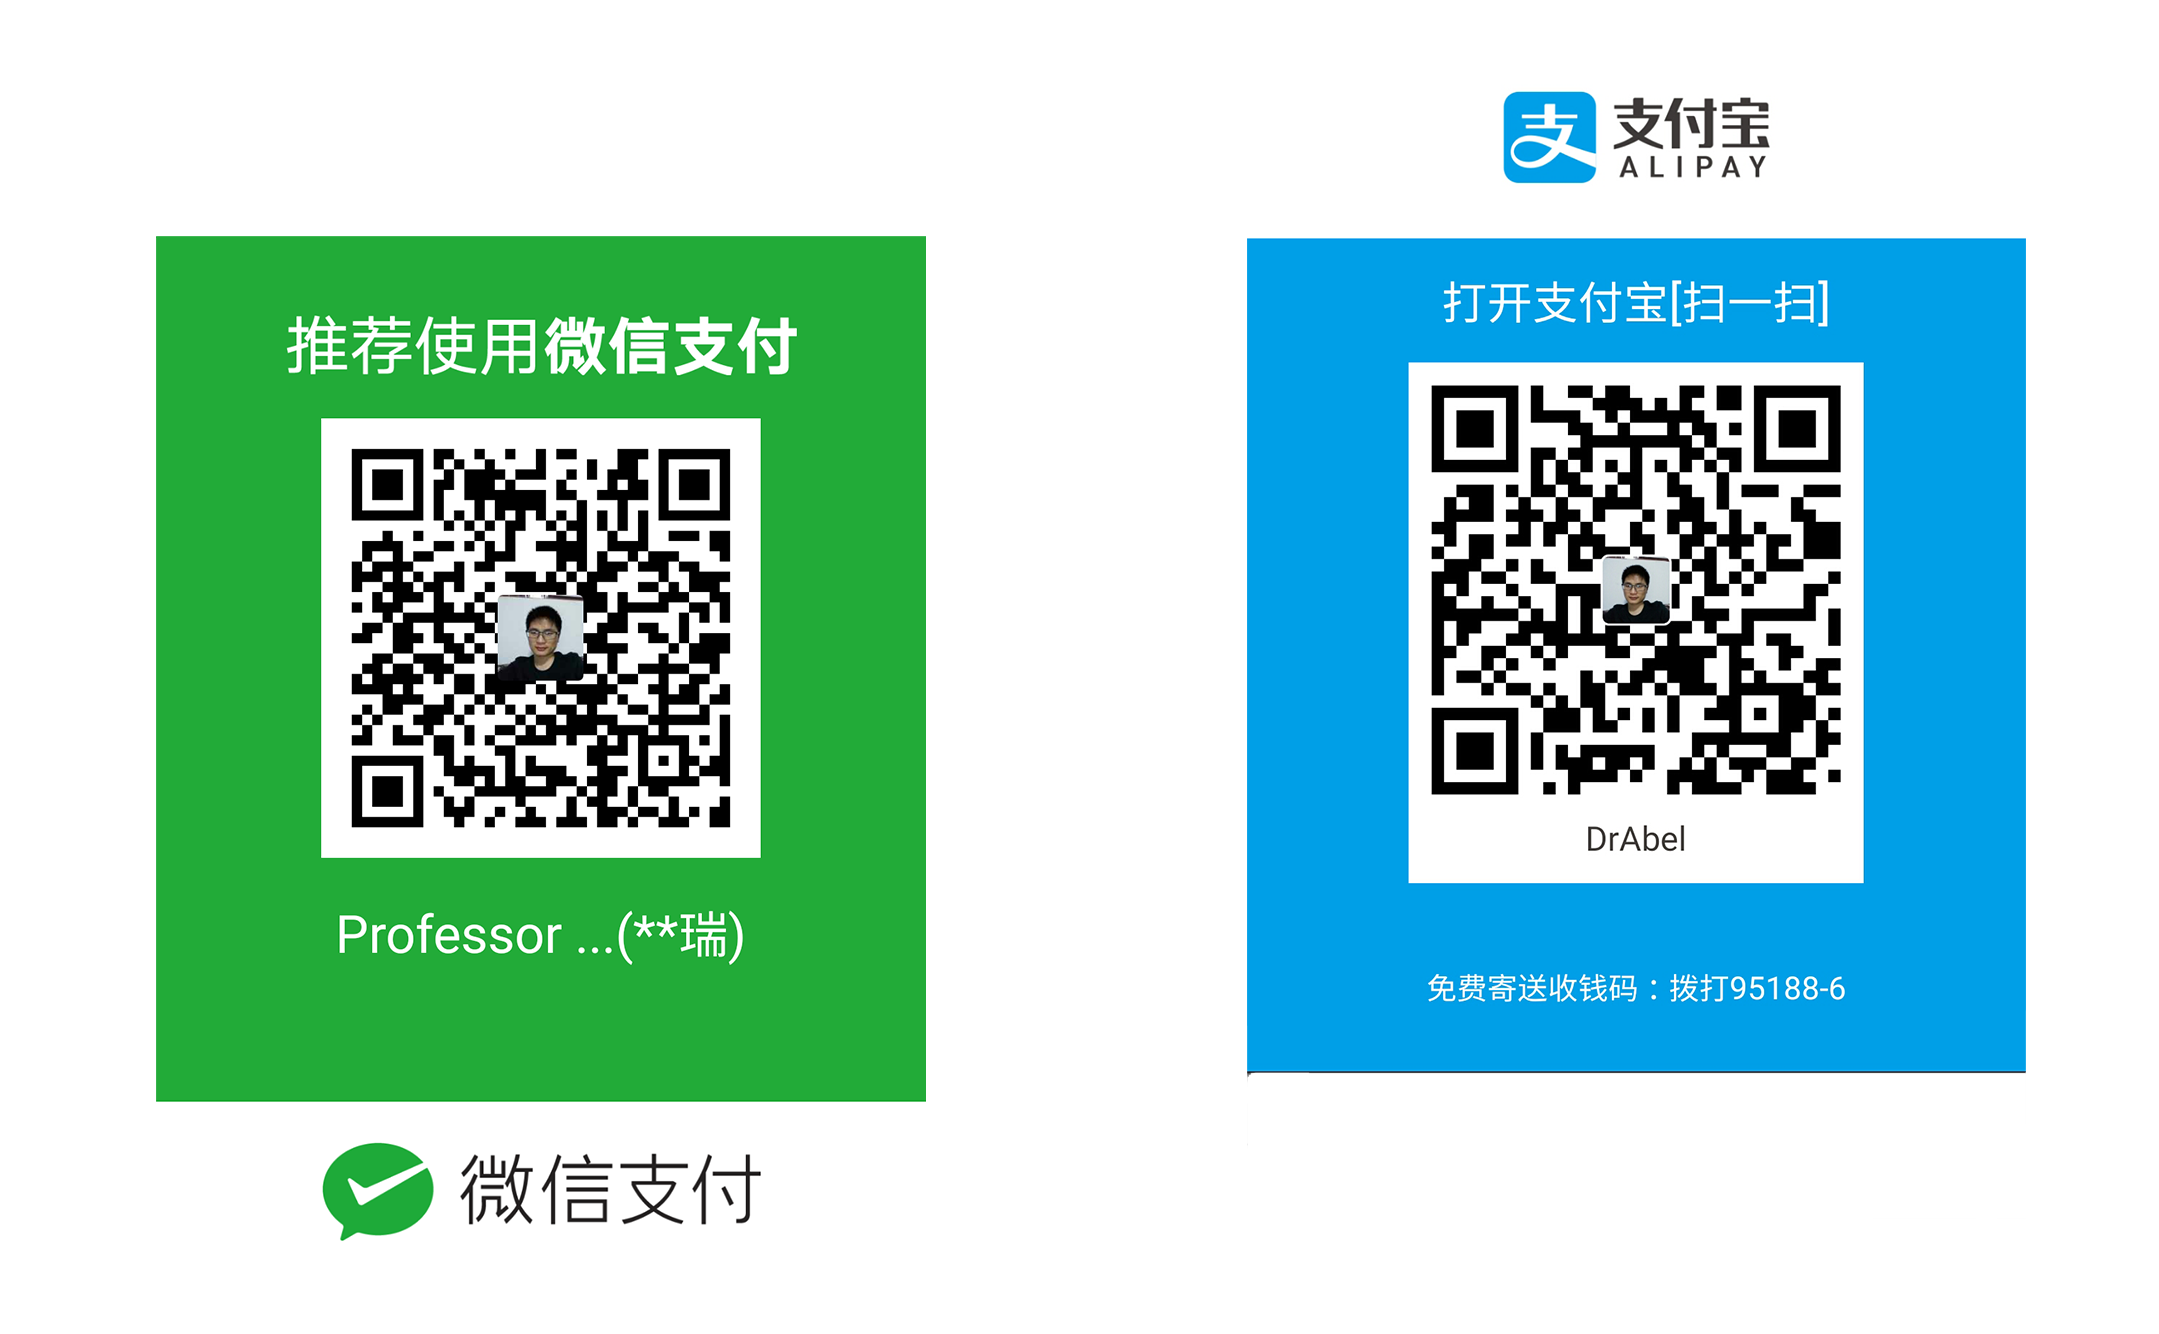 推荐使用微信支付
Professor ...(**瑞)
微信支付
支付宝
ALIPAY
打开支付宝[扫一扫]
DrAbel
免费寄送收钱码：拨打95188-6